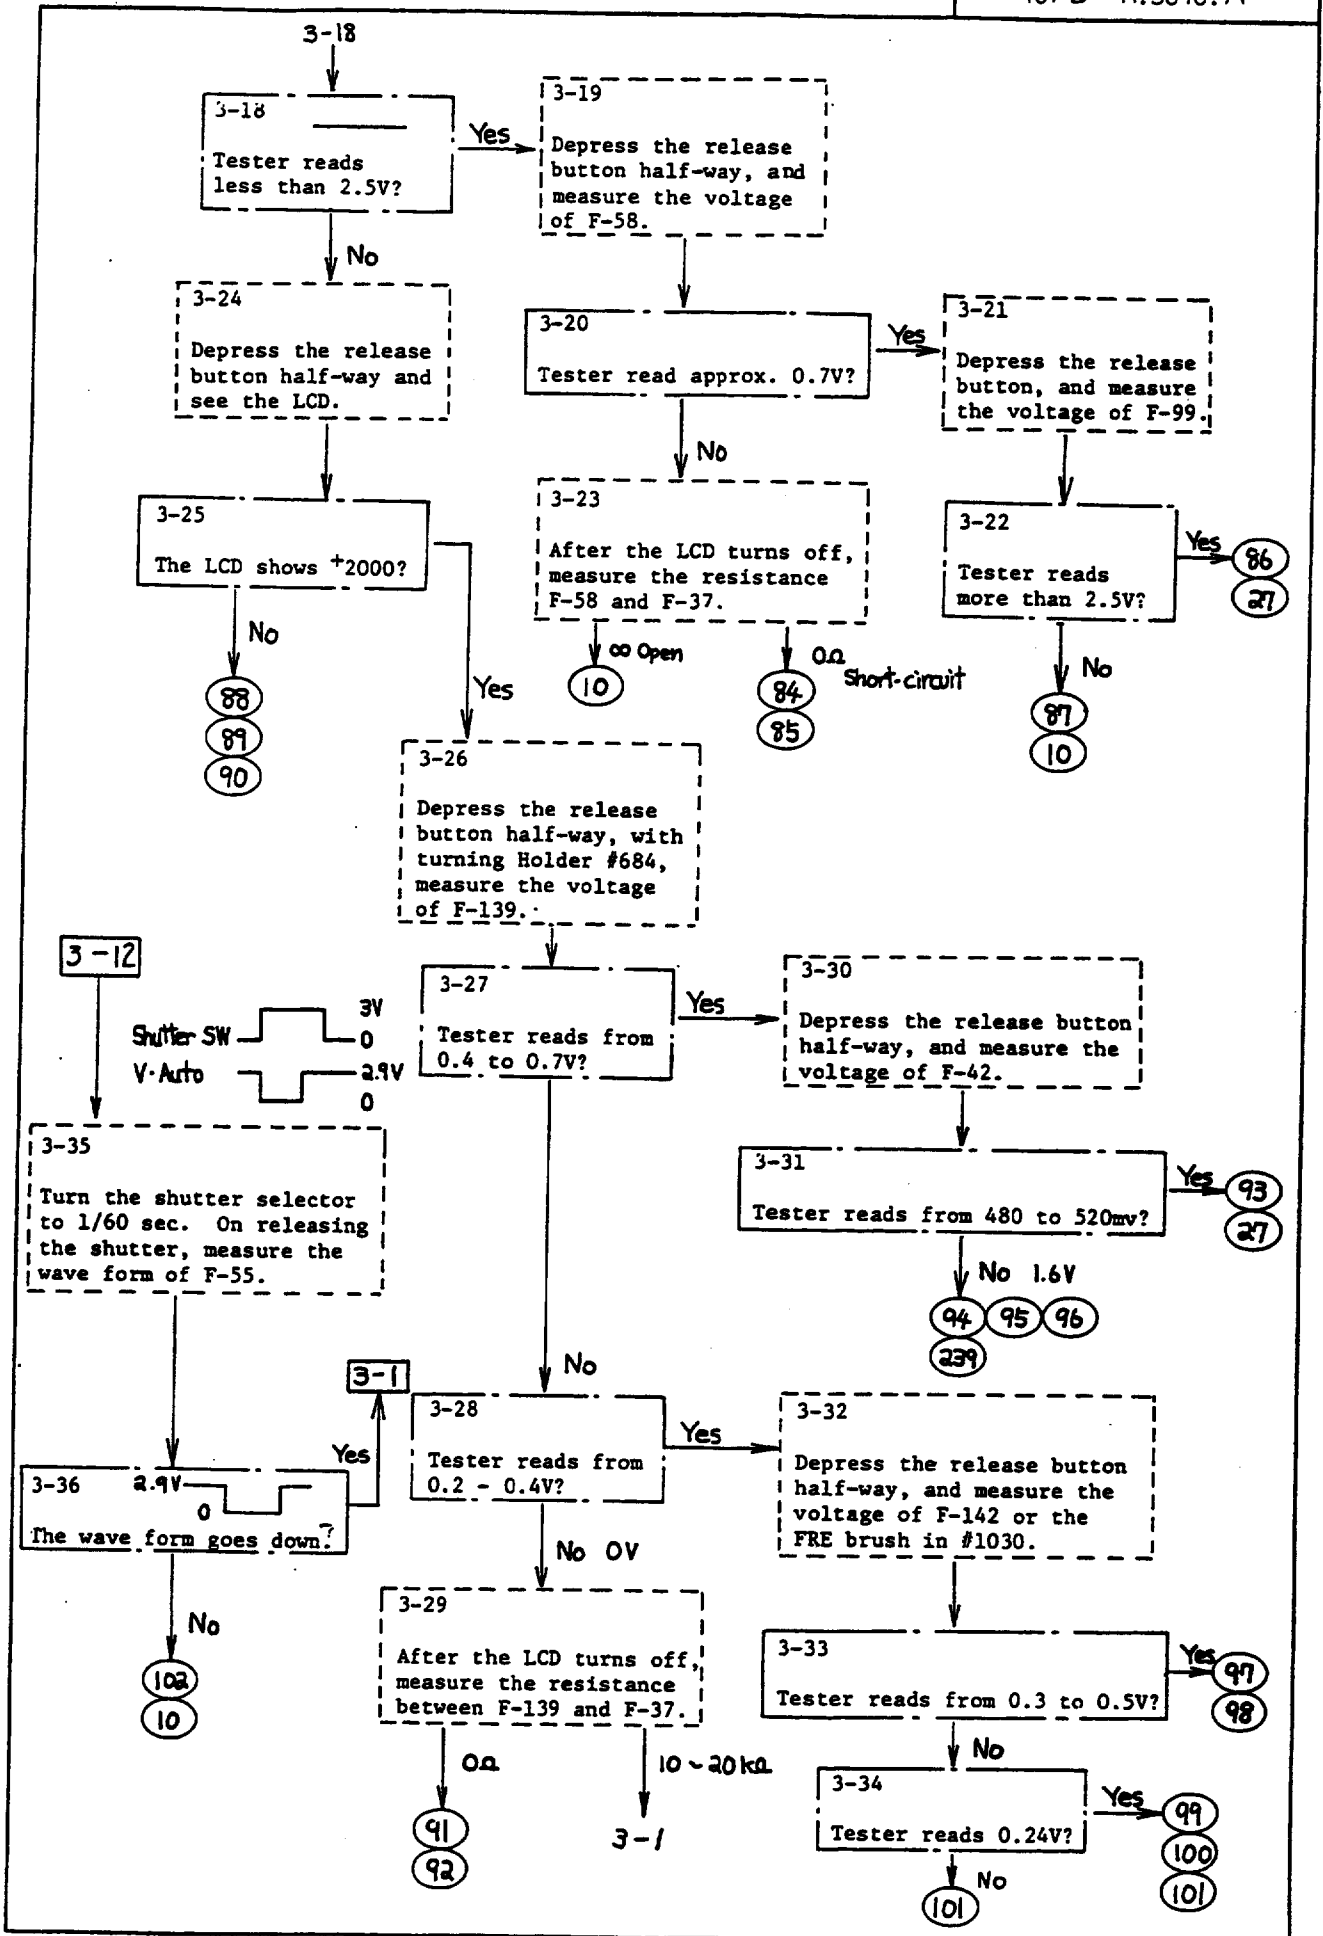 3-18
3-18
Tester reads
less than 2.5V?
Yes
No
3-19
Depress the release
button half-way, and
measure the voltage
of F-58.
3-24
Depress the release
button half-way and
see the LCD.
3-20
Tester read approx. 0.7V?
Yes
No
3-21
Depress the release
button, and measure
the voltage of F-99.
3-25
The LCD shows +2000?
No
Yes
88
89
90
3-23
After the LCD turns off,
measure the resistance
F-58 and F-37.
∞ Open
10
0Ω
Short-circuit
84
85
3-22
Tester reads
more than 2.5V?
Yes
86
27
No
87
10
3-26
Depress the release
button half-way, with
turning Holder #684,
measure the voltage
of F-139.
3-12
Shutter SW
3V
0
V·Auto
2.9V
0
3-27
Tester reads from
0.4 to 0.7V?
Yes
No
3-30
Depress the release button
half-way, and measure the
voltage of F-42.
3-35
Turn the shutter selector
to 1/60 sec. On releasing
the shutter, measure the
wave form of F-55.
3-31
Tester reads from 480 to 520mv?
Yes
93
27
No 1.6V
94 95 96
239
3-1
3-36
2.9V
0
The wave form goes down?
Yes
No
102
10
3-28
Tester reads from
0.2 - 0.4V?
Yes
No 0V
3-32
Depress the release button
half-way, and measure the
voltage of F-142 or the
FRE brush in #1030.
3-29
After the LCD turns off,
measure the resistance
between F-139 and F-37.
0Ω
10~20kΩ
91
92
3-1
3-33
Tester reads from 0.3 to 0.5V?
Yes
97
98
No
3-34
Tester reads 0.24V?
Yes
99
100
101
No
101